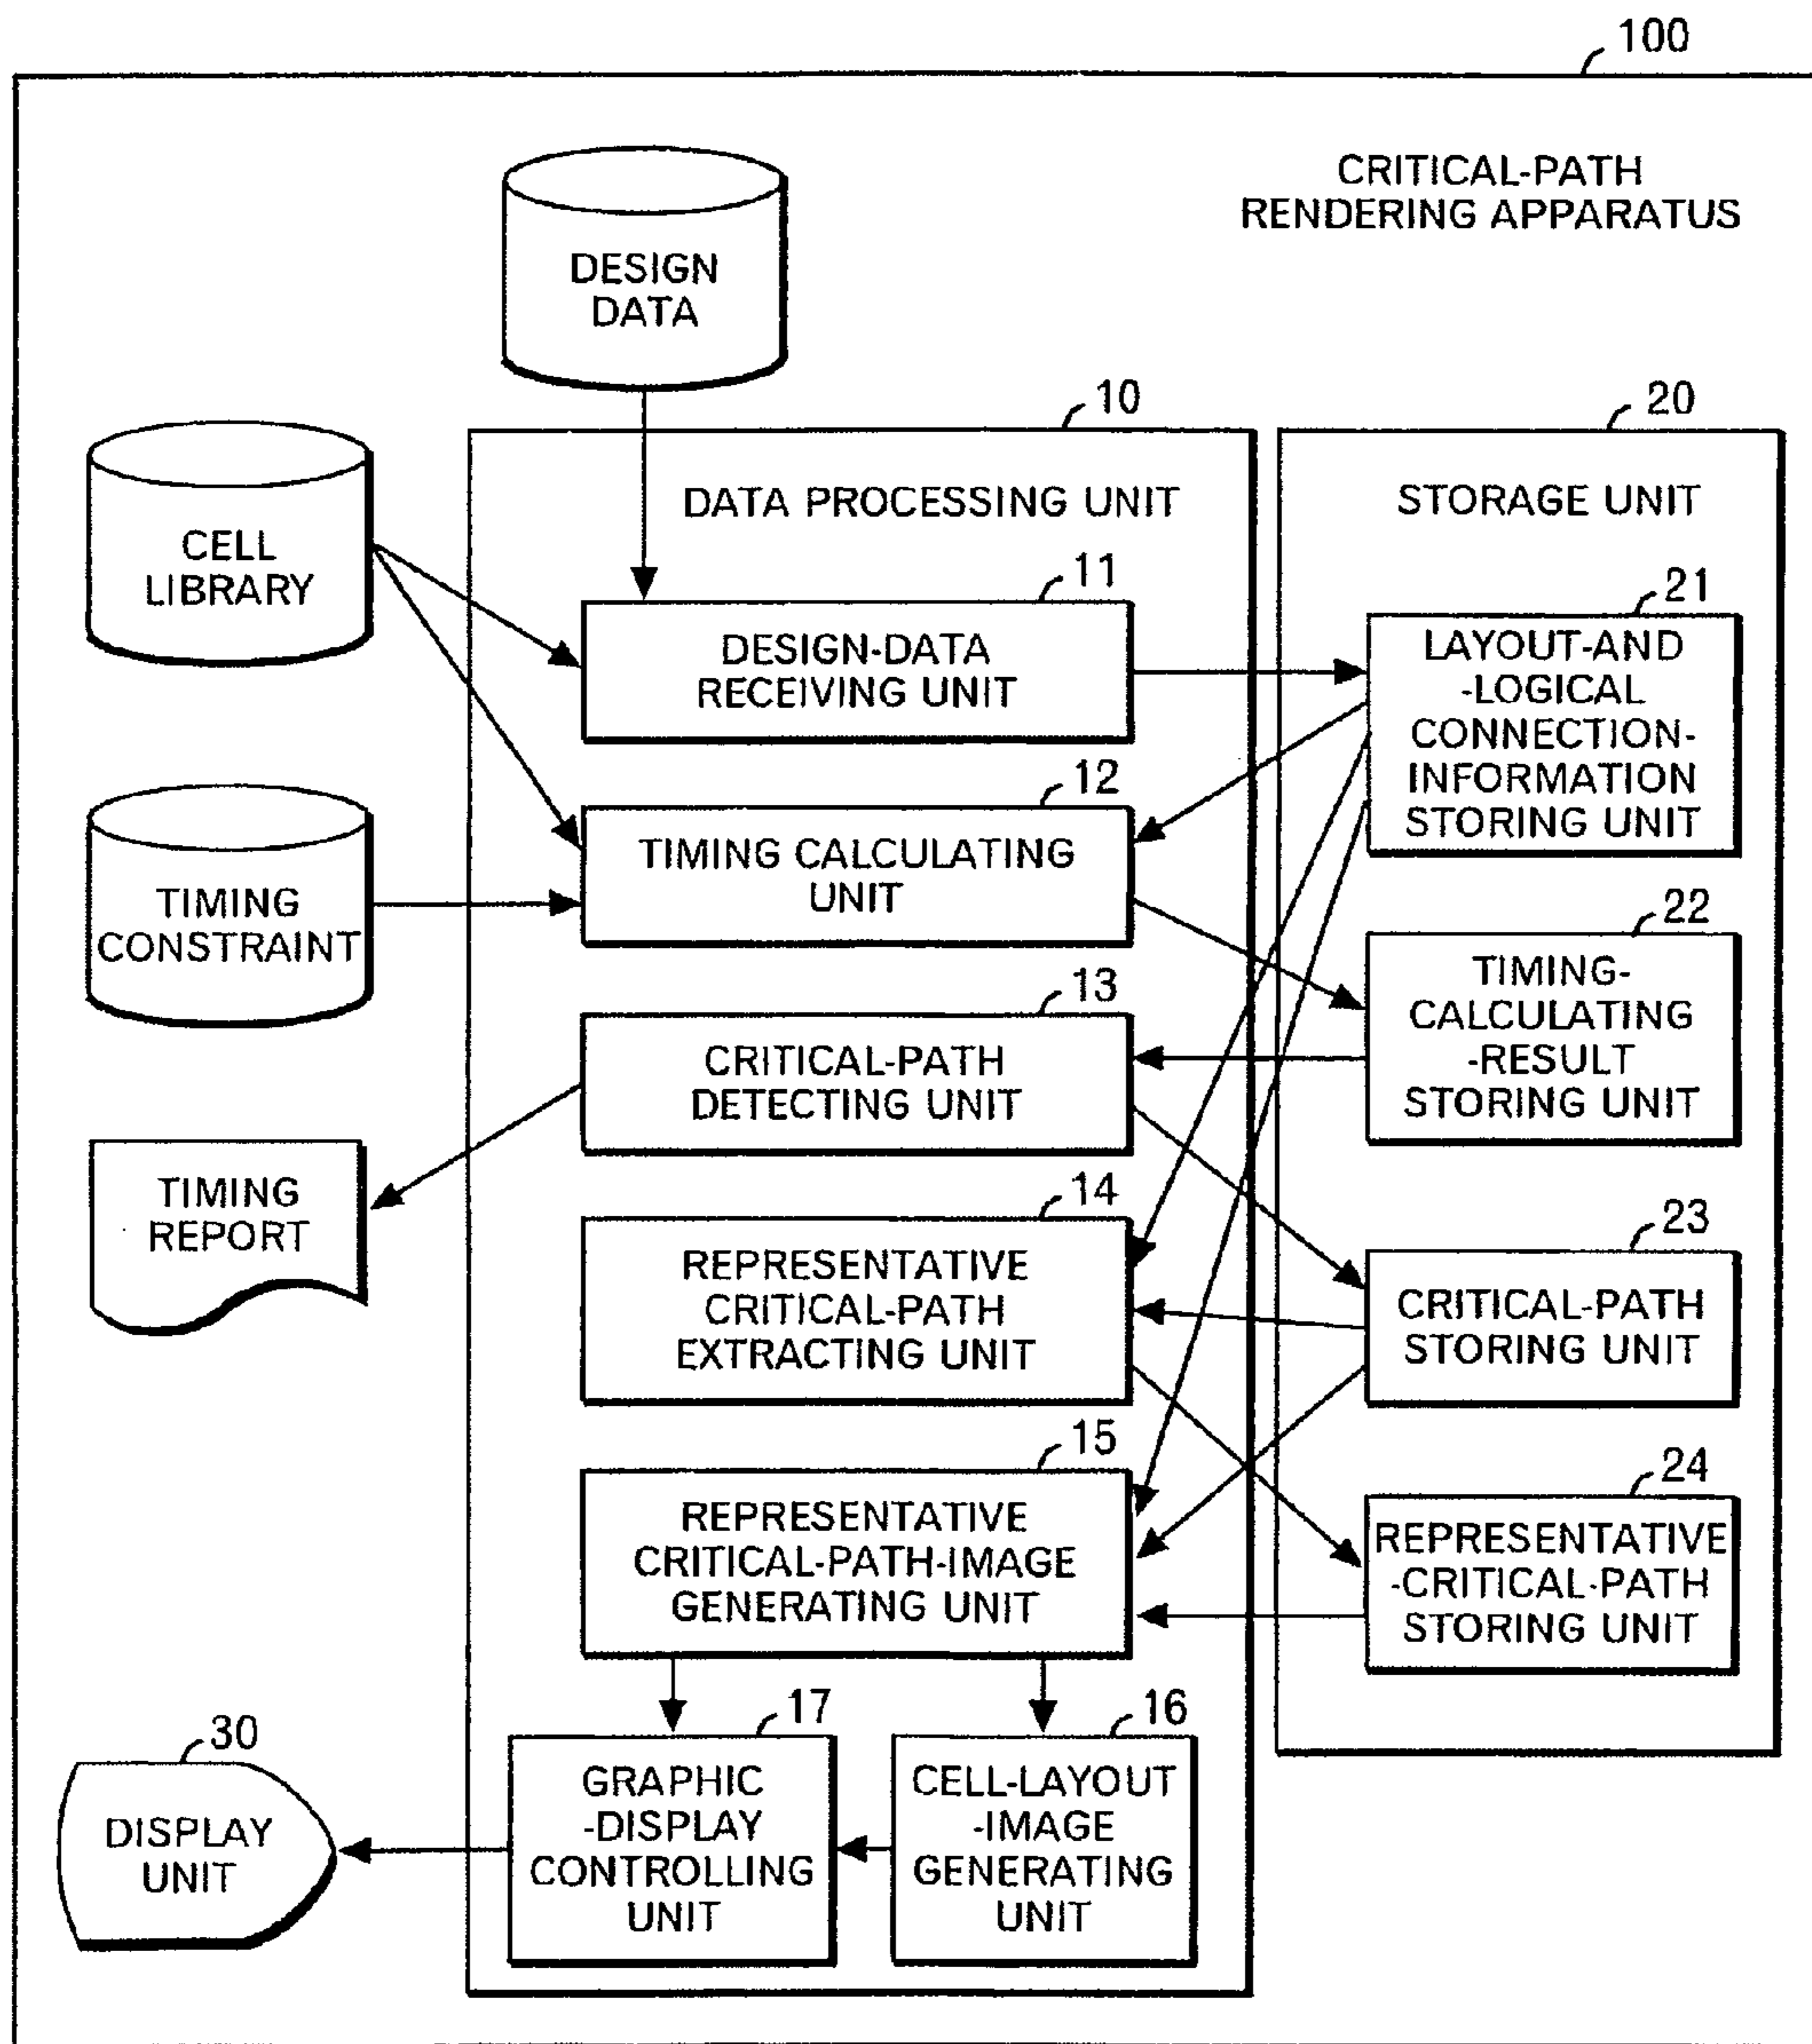 100
CRITICAL-PATH
RENDERING APPARATUS
DESIGN
DATA
10
20
DATA PROCESSING UNIT
STORAGE UNIT
CELL
LIBRARY
11
DESIGN-DATA
RECEIVING UNIT
21
LAYOUT-AND
-LOGICAL
CONNECTION-
INFORMATION
STORING UNIT
12
TIMING CALCULATING
UNIT
TIMING
CONSTRAINT
22
TIMING-
CALCULATING
-RESULT
STORING UNIT
13
CRITICAL-PATH
DETECTING UNIT
TIMING
REPORT
14
REPRESENTATIVE
CRITICAL-PATH
EXTRACTING UNIT
23
CRITICAL-PATH
STORING UNIT
15
REPRESENTATIVE
CRITICAL-PATH-IMAGE
GENERATING UNIT
24
REPRESENTATIVE
-CRITICAL-PATH
STORING UNIT
30
DISPLAY
UNIT
17
GRAPHIC
-DISPLAY
CONTROLLING
UNIT
16
CELL-LAYOUT
-IMAGE
GENERATING
UNIT